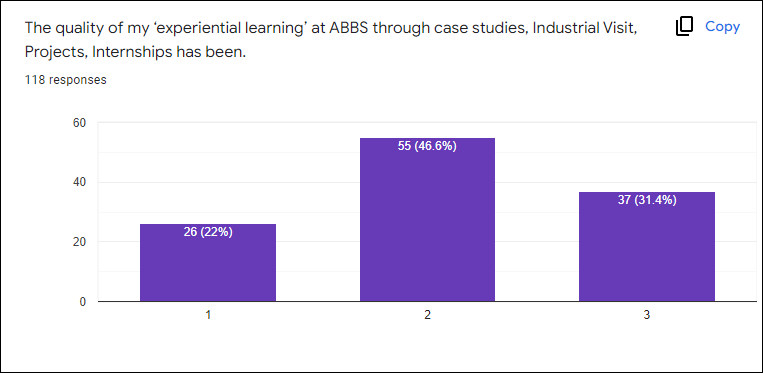 The quality of my ‘experiential learning’ at ABBS through case studies, Industrial Visit,
Projects, Internships has been.
Copy
118 responses
60
40
20
0
26 (22%)
55 (46.6%)
37 (31.4%)
1
2
3